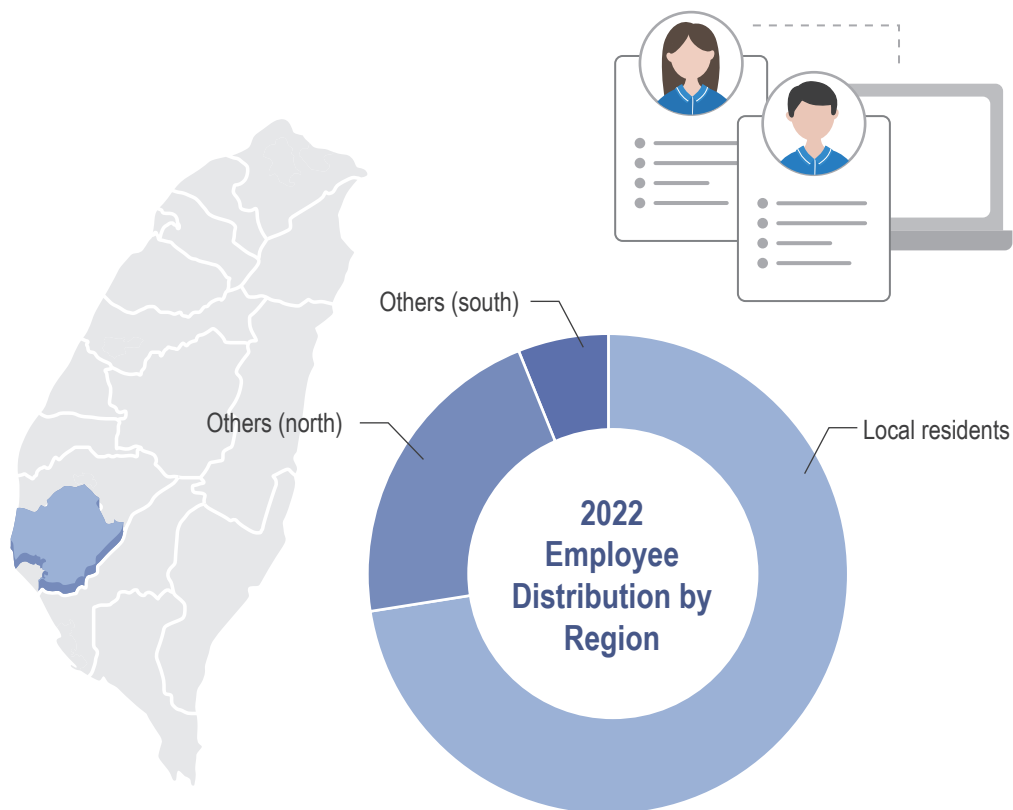 Others (south)
Others (north)
Local residents
2022
Employee
Distribution by
Region